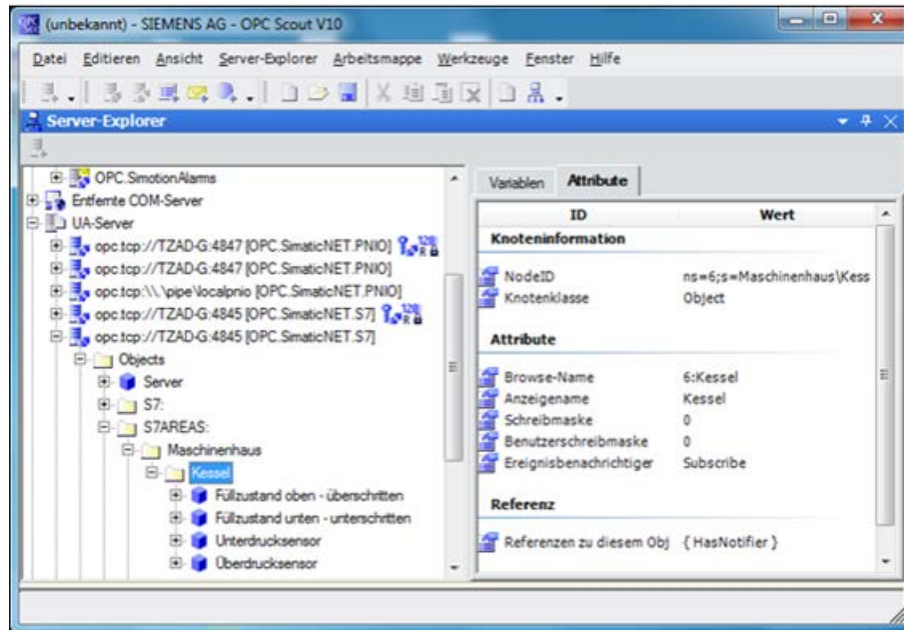 (unbekannt) - SIEMENS AG - OPC Scout V10
Datei Editieren Ansicht Server-Explorer Arbeitsmappe Werkzeuge Fenster Hilfe
Server-Explorer
OPC.SimotionAlarms
Entfernte COM-Server
UA-Server
opc.tcp://TZAD-G:4847 [OPC.SimaticNET.PNIO]
opc.tcp://TZAD-G:4847 [OPC.SimaticNET.PNIO]
opc.tcp:\\.\pipe\localpnio [OPC.SimaticNET.PNIO]
opc.tcp://TZAD-G:4845 [OPC.SimaticNET.S7]
opc.tcp://TZAD-G:4845 [OPC.SimaticNET.S7]
Objects
Server
S7:
S7AREAS:
Maschinenhaus
Kessel
Füllzustand oben - überschritten
Füllzustand unten - unterschritten
Unterdrucksensor
Überdrucksensor
Variablen Attribute
ID Wert
Knoteninformation
NodeID ns=6;s=Maschinenhaus\Kess
Knotenklasse Object
Attribute
Browse-Name 6:Kessel
Anzeigename Kessel
Schreibmaske 0
Benutzerschreibmaske 0
Ereignisbenachrichtiger Subscribe
Referenz
Referenzen zu diesem Obj { HasNotifier }